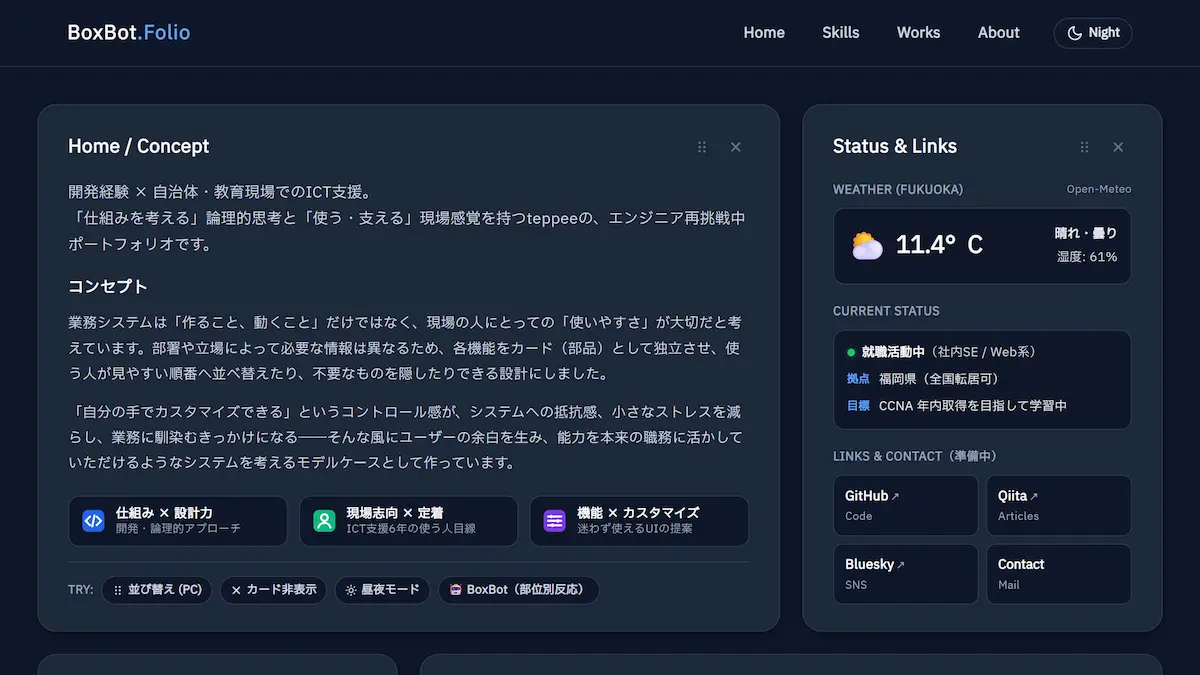 BoxBot.Folio
Home
Skills
Works
About
Night
Home / Concept
開発経験 × 自治体・教育現場でのICT支援。
「仕組みを考える」論理的思考と「使う・支える」現場感覚を持つteppeeの、エンジニア再挑戦中
ポートフォリオです。
コンセプト
業務システムは「作ること、動くこと」だけではなく、現場の人にとっての「使いやすさ」が大切だと考
えています。部署や立場によって必要な情報は異なるため、各機能をカード（部品）として独立させ、使
う人が見やすい順番へ並べ替えたり、不要なものを隠したりできる設計にしました。
「自分の手でカスタマイズできる」というコントロール感が、システムへの抵抗感、小さなストレスを減
らし、業務に馴染むきっかけになる――そんな風にユーザーの余白を生み、能力を本来の職務に活かして
いただけるようなシステムを考えるモデルケースとして作っています。
仕組み × 設計力
開発・論理的アプローチ
現場志向 × 定着
ICT支援6年の使う人目線
機能 × カスタマイズ
迷わず使えるUIの提案
TRY:
並び替え (PC)
カード非表示
昼夜モード
BoxBot（部位別反応）
Status & Links
WEATHER (FUKUOKA)
Open-Meteo
11.4° C
晴れ・曇り
湿度: 61%
CURRENT STATUS
就職活動中（社内SE / Web系）
拠点 福岡県（全国転居可）
目標 CCNA 年内取得を目指して学習中
LINKS & CONTACT（準備中）
GitHub↗
Code
Qiita↗
Articles
Bluesky↗
SNS
Contact
Mail